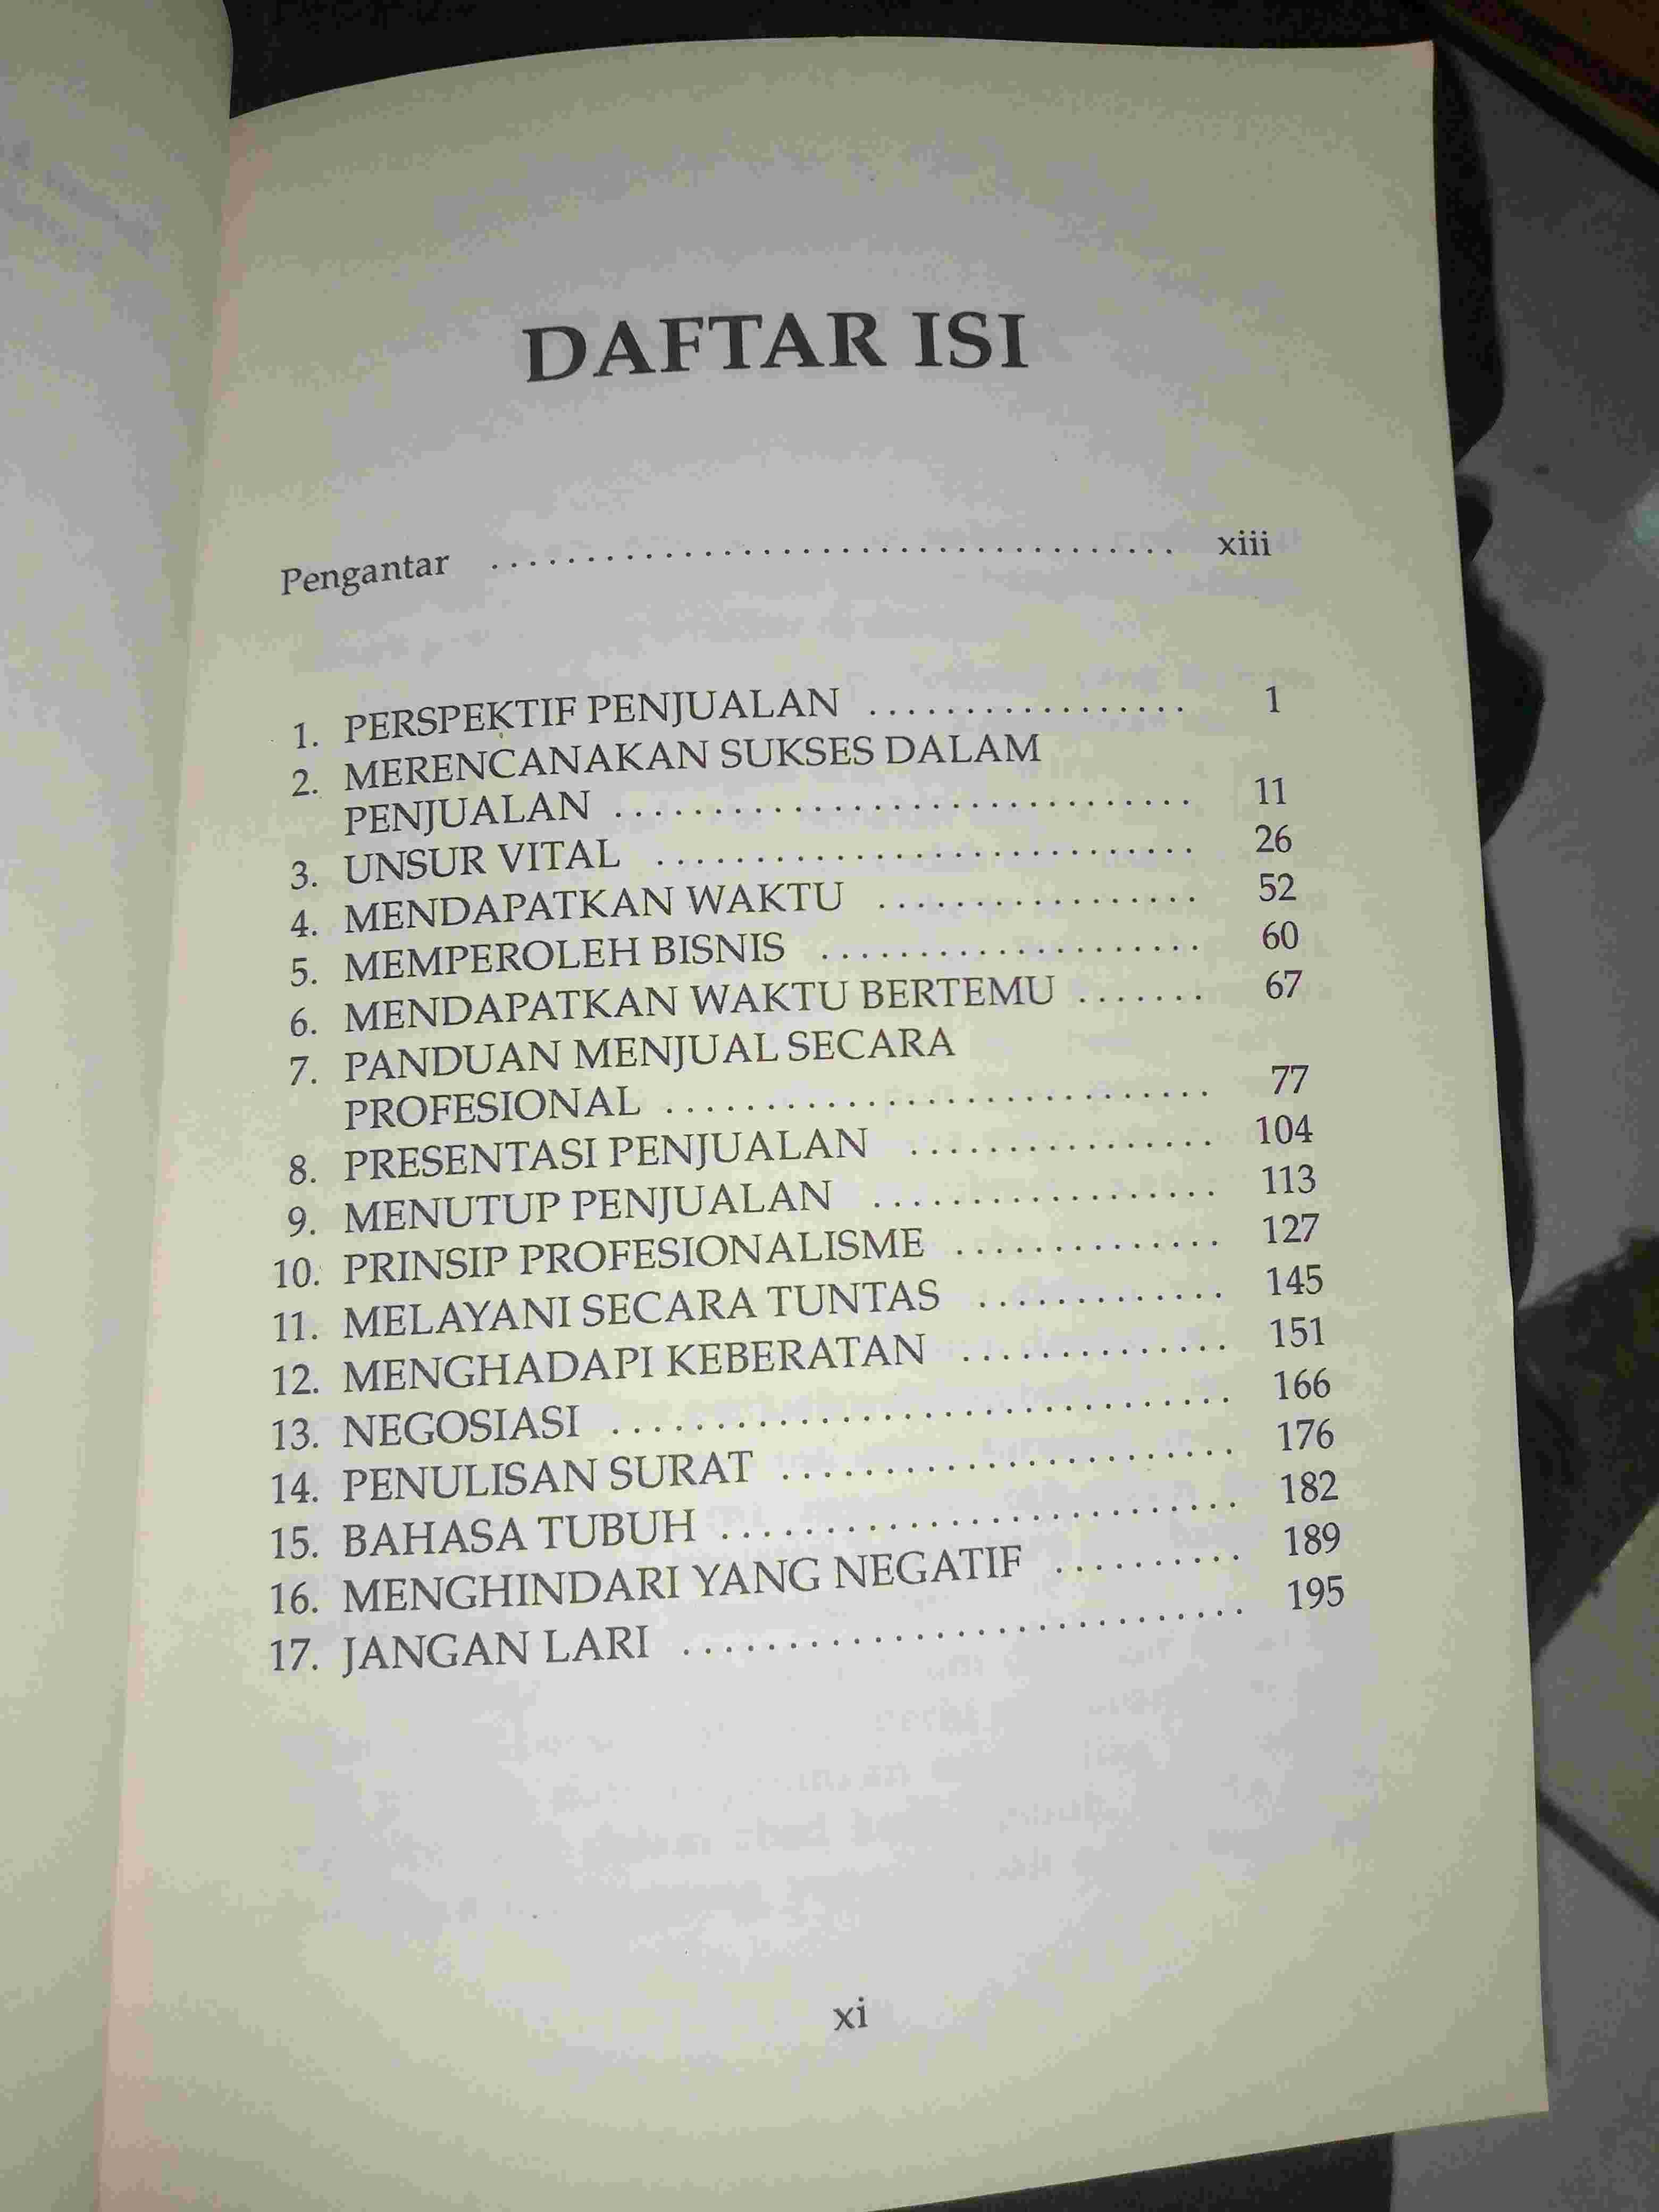 DAFTAR ISI
Pengantar .................................... xiii
1. PERSPEKTIF PENJUALAN ................. 1
2. MERENCANAKAN SUKSES DALAM
PENJUALAN .............................. 11
3. UNSUR VITAL ............................ 26
4. MENDAPATKAN WAKTU ................. 52
5. MEMPEROLEH BISNIS .................... 60
6. MENDAPATKAN WAKTU BERTEMU ....... 67
7. PANDUAN MENJUAL SECARA
PROFESIONAL ............................ 77
8. PRESENTASI PENJUALAN ................ 104
9. MENUTUP PENJUALAN .................. 113
10. PRINSIP PROFESIONALISME .............. 127
11. MELAYANI SECARA TUNTAS ............. 145
12. MENGHADAPI KEBERATAN .............. 151
13. NEGOSIASI ................................ 166
14. PENULISAN SURAT ....................... 176
15. BAHASA TUBUH .......................... 182
16. MENGHINDARI YANG NEGATIF .......... 189
17. JANGAN LARI ............................ 195
xi